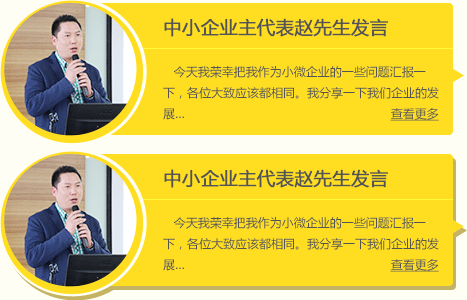 中小企业主代表赵先生发言
今天我荣幸把我作为小微企业的一些问题汇报一
下，各位大致应该都相同。我分享一下我们企业的发
展... 查看更多
中小企业主代表赵先生发言
今天我荣幸把我作为小微企业的一些问题汇报一
下，各位大致应该都相同。我分享一下我们企业的发
展... 查看更多